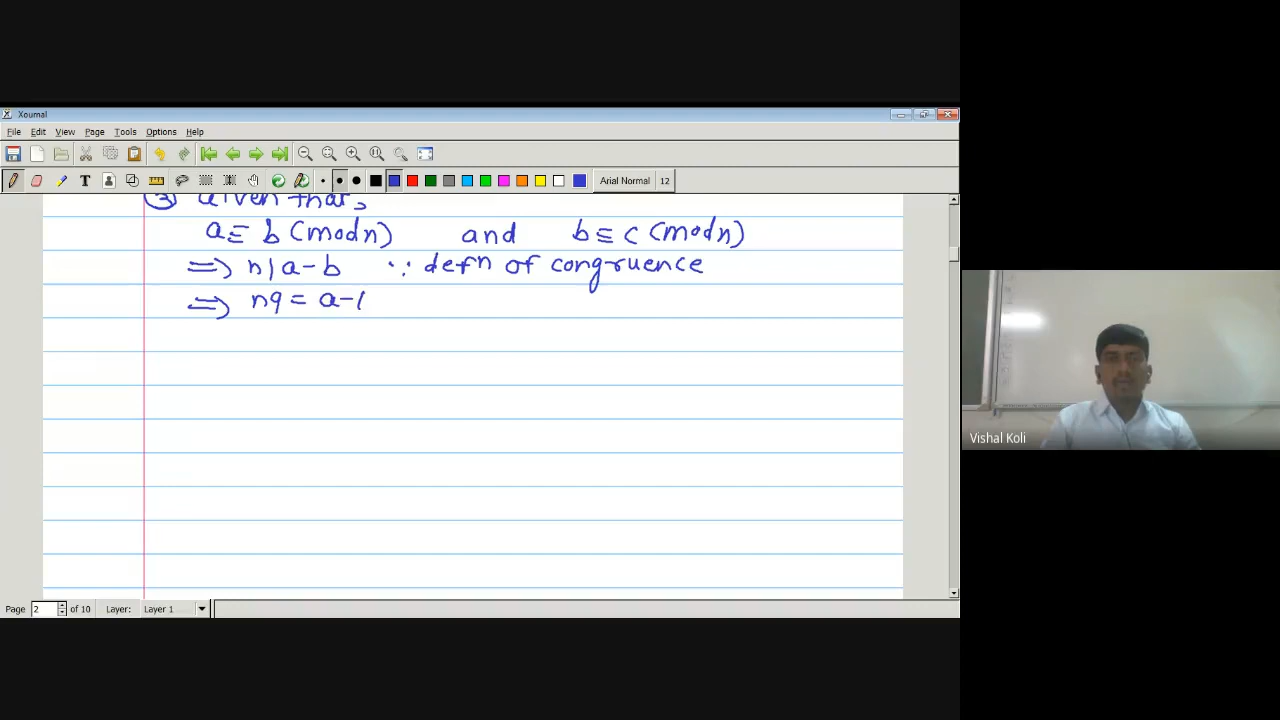 Xournal
File Edit View Page Tools Options Help
Arial Normal 12
③ Given that,
a ≡ b (mod n) and b ≡ c (mod n)
⟹ n | a - b ∵ defn of congruence
⟹ nq = a -
Vishal Koli
Page 2 of 10 Layer: Layer 1